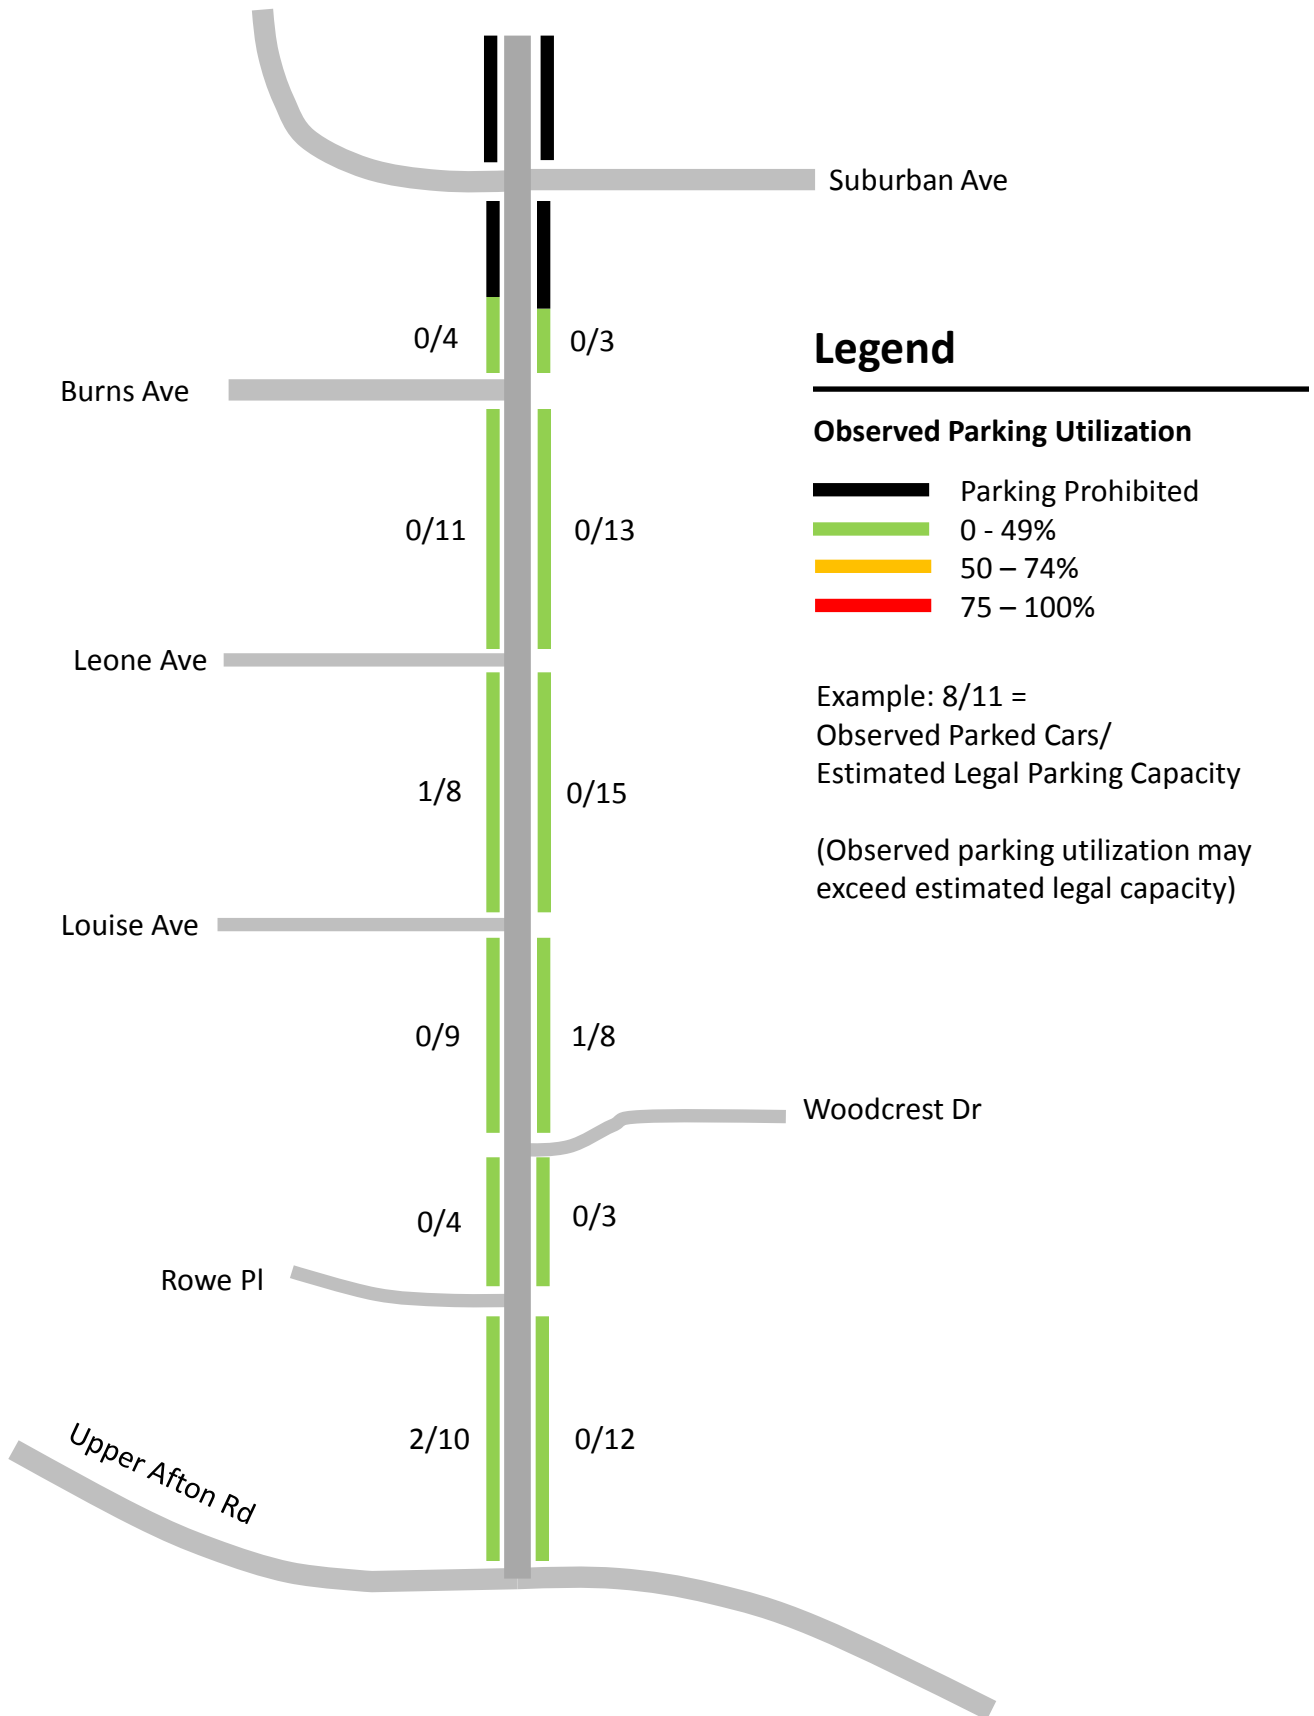 Suburban Ave
0/4
0/3
Legend
Burns Ave
Observed Parking Utilization
Parking Prohibited
0/11
0/13
0 - 49%
50 – 74%
75 – 100%
Leone Ave
Example: 8/11 =
Observed Parked Cars/
Estimated Legal Parking Capacity
1/8
0/15
(Observed parking utilization may
exceed estimated legal capacity)
Louise Ave
0/9
1/8
Woodcrest Dr
0/4
0/3
Rowe Pl
2/10
0/12
Upper Afton Rd